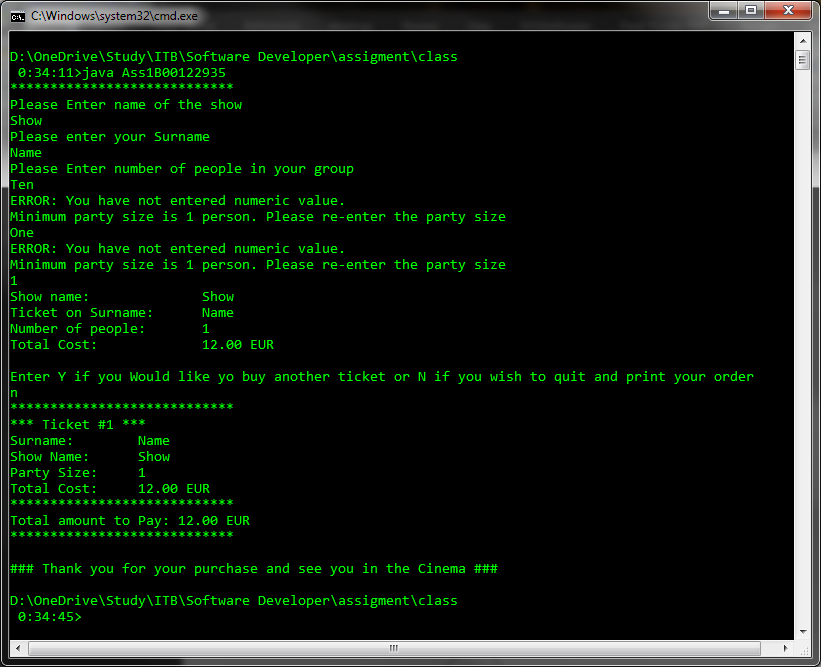 C:\Windows\system32\cmd.exe
D:\OneDrive\Study\ITB\Software Developer\assigment\class
0:34:11>java Ass1B00122935
****************************
Please Enter name of the show
Show
Please enter your Surname
Name
Please Enter number of people in your group
Ten
ERROR: You have not entered numeric value.
Minimum party size is 1 person. Please re-enter the party size
One
ERROR: You have not entered numeric value.
Minimum party size is 1 person. Please re-enter the party size
1
Show name:              Show
Ticket on Surname:      Name
Number of people:       1
Total Cost:             12.00 EUR
Enter Y if you Would like yo buy another ticket or N if you wish to quit and print your order
n
****************************
*** Ticket #1 ***
Surname:        Name
Show Name:      Show
Party Size:     1
Total Cost:     12.00 EUR
****************************
Total amount to Pay: 12.00 EUR
****************************
### Thank you for your purchase and see you in the Cinema ###
D:\OneDrive\Study\ITB\Software Developer\assigment\class
0:34:45>